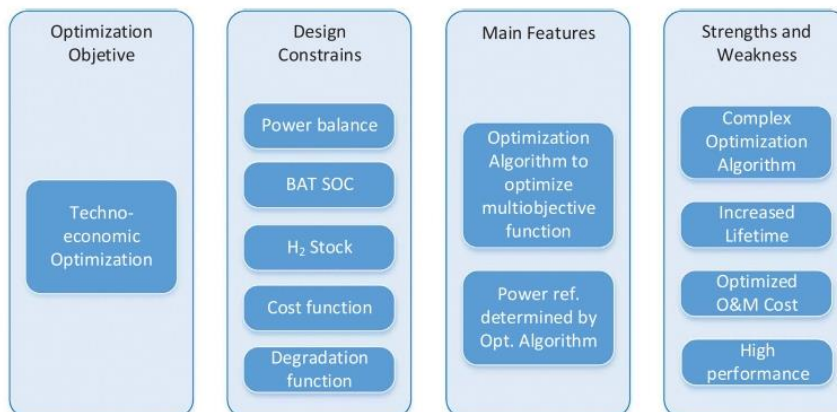 Optimization
Objetive
Techno-
economic
Optimization
Design
Constrains
Power balance
BAT SOC
H₂ Stock
Cost function
Degradation
function
Main Features
Optimization
Algorithm to
optimize
multiobjective
function
Power ref.
determined by
Opt. Algorithm
Strengths and
Weakness
Complex
Optimization
Algorithm
Increased
Lifetime
Optimized
O&M Cost
High
performance